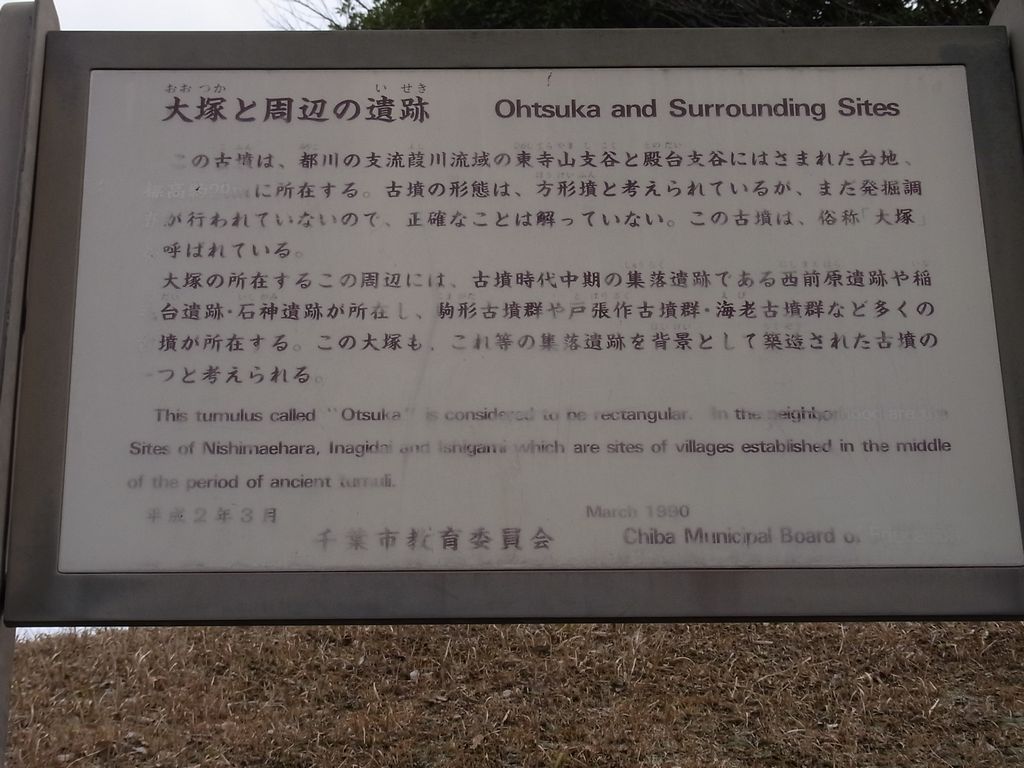 おおつか いせき
大塚と周辺の遺跡 Ohtsuka and Surrounding Sites
この古墳は、都川の支流葭川流域の東寺山支谷と殿台支谷にはさまれた台地、
に所在する。古墳の形態は、方形墳と考えられているが、まだ発掘調
が行われていないので、正確なことは解っていない。この古墳は、俗称「大塚」
呼ばれている。
大塚の所在するこの周辺には、古墳時代中期の集落遺跡である西前原遺跡や稲
台遺跡・石神遺跡が所在し、駒形古墳群や戸張作古墳群・海老古墳群など多くの
墳が所在する。この大塚も、これ等の集落遺跡を背景として築造された古墳の
一つと考えられる。
This tumulus called "Otsuka" is considered to be rectangular. In the neighborhood are the
Sites of Nishimaehara, Inagidai and Ishigami which are sites of villages established in the middle
of the period of ancient tumuli.
平成2年3月 March 1990
千葉市教育委員会 Chiba Municipal Board of Education